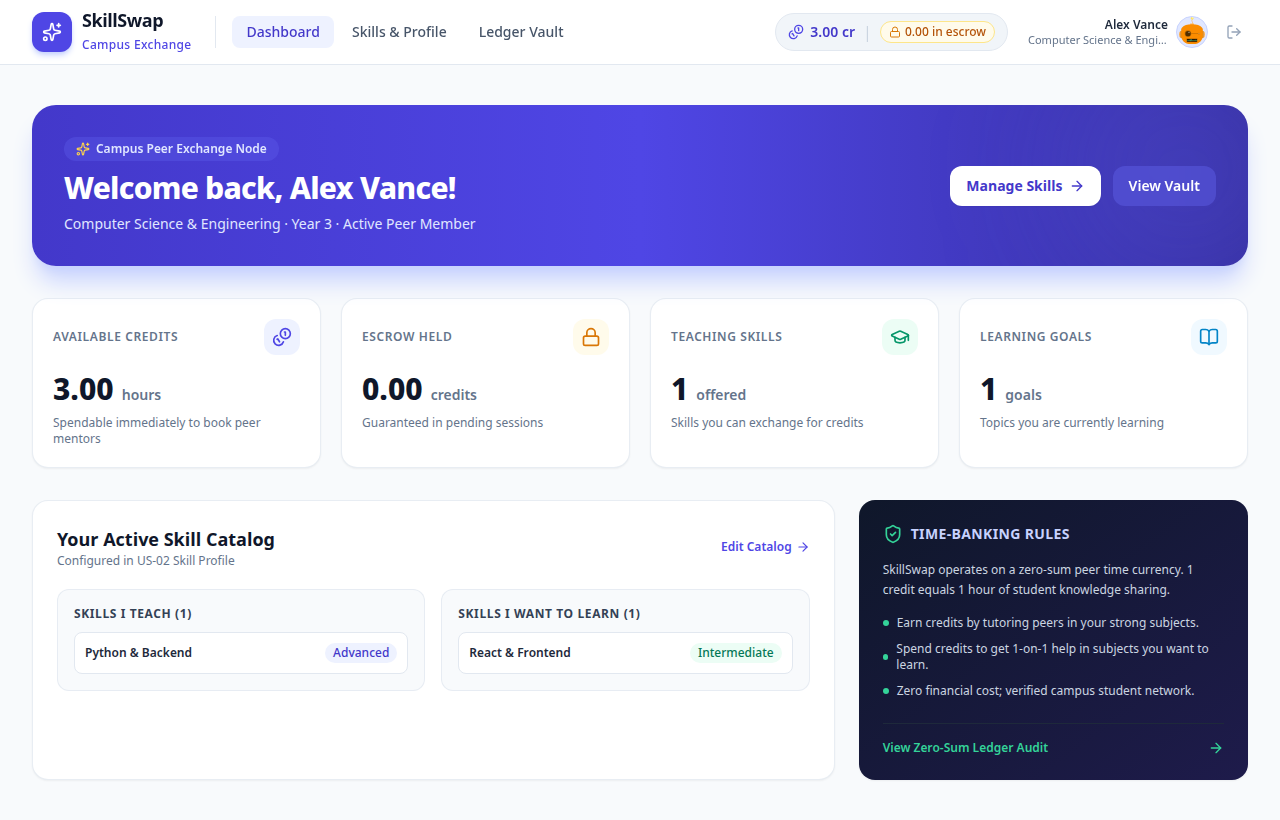 SkillSwap
Campus Exchange
Dashboard
Skills & Profile
Ledger Vault
3.00 cr
0.00 in escrow
Alex Vance
Computer Science & Engi...
Campus Peer Exchange Node
Welcome back, Alex Vance!
Computer Science & Engineering · Year 3 · Active Peer Member
Manage Skills
View Vault
AVAILABLE CREDITS
3.00 hours
Spendable immediately to book peer
mentors
ESCROW HELD
0.00 credits
Guaranteed in pending sessions
TEACHING SKILLS
1 offered
Skills you can exchange for credits
LEARNING GOALS
1 goals
Topics you are currently learning
Your Active Skill Catalog
Configured in US-02 Skill Profile
Edit Catalog
SKILLS I TEACH (1)
Python & Backend
Advanced
SKILLS I WANT TO LEARN (1)
React & Frontend
Intermediate
TIME-BANKING RULES
SkillSwap operates on a zero-sum peer time currency. 1
credit equals 1 hour of student knowledge sharing.
Earn credits by tutoring peers in your strong subjects.
Spend credits to get 1-on-1 help in subjects you want to
learn.
Zero financial cost; verified campus student network.
View Zero-Sum Ledger Audit